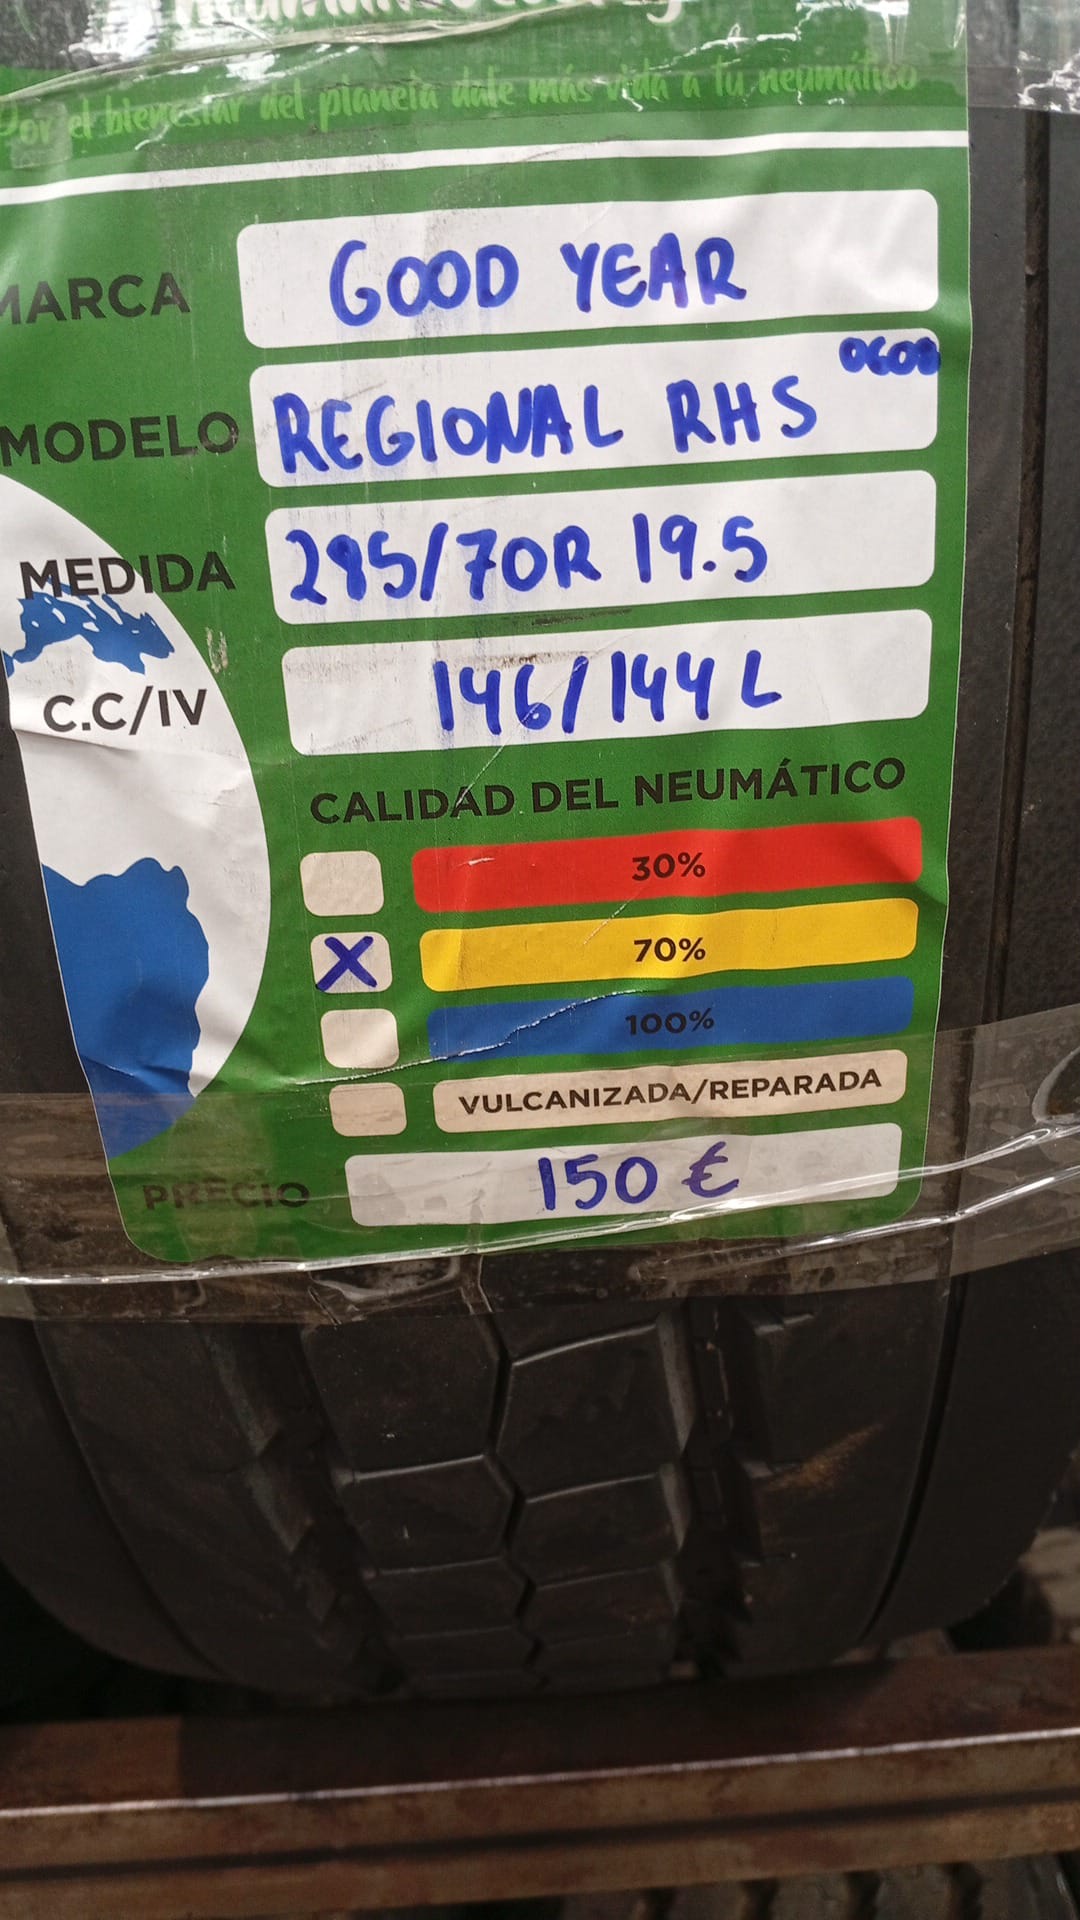 Por el bienestar del planeta dale más vida a tu neumático
MARCA GOOD YEAR
0608
MODELO REGIONAL RHS
MEDIDA 285/70R 19.5
C.C/IV 146/144 L
CALIDAD DEL NEUMÁTICO
30%
X 70%
100%
VULCANIZADA/REPARADA
PRECIO 150 €